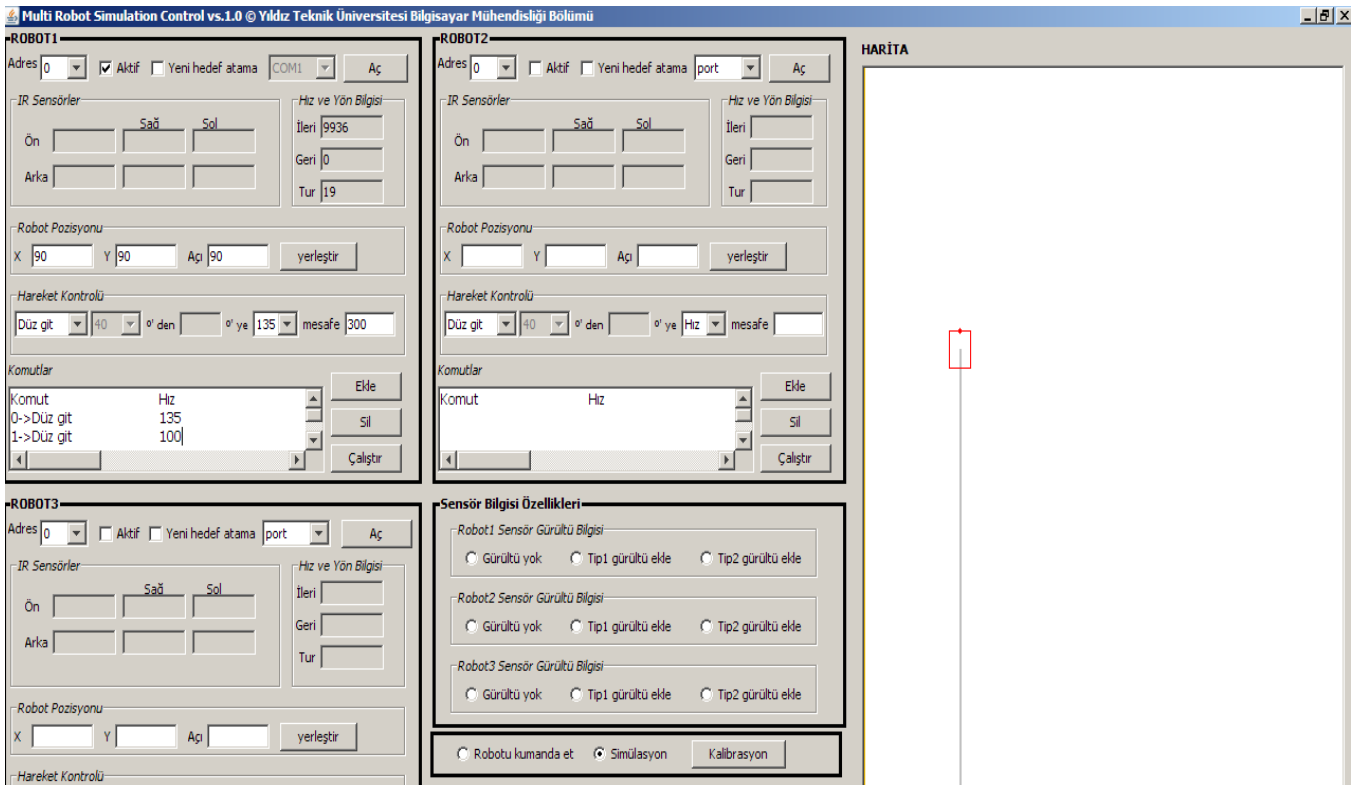 Multi Robot Simulation Control vs.1.0 © Yıldız Teknik Üniversitesi Bilgisayar Mühendisliği Bölümü
ROBOT1
Adres 0 Aktif Yeni hedef atama COM1 Aç
IR Sensörler
Sağ Sol
Ön
Arka
Hız ve Yön Bilgisi
İleri 9936
Geri 0
Tur 19
Robot Pozisyonu
X 90 Y 90 Açı 90 yerleştir
Hareket Kontrolü
Düz git 40 º' den º' ye 135 mesafe 300
Komutlar
Komut Hız
0->Düz git 135
1->Düz git 100
Ekle
Sil
Çalıştır
ROBOT2
Adres 0 Aktif Yeni hedef atama port Aç
IR Sensörler
Sağ Sol
Ön
Arka
Hız ve Yön Bilgisi
İleri
Geri
Tur
Robot Pozisyonu
X Y Açı yerleştir
Hareket Kontrolü
Düz git 40 º' den º' ye Hız mesafe
Komutlar
Komut Hız
Ekle
Sil
Çalıştır
HARİTA
ROBOT3
Adres 0 Aktif Yeni hedef atama port Aç
IR Sensörler
Sağ Sol
Ön
Arka
Hız ve Yön Bilgisi
İleri
Geri
Tur
Robot Pozisyonu
X Y Açı yerleştir
Hareket Kontrolü
Sensör Bilgisi Özellikleri
Robot1 Sensör Gürültü Bilgisi
Gürültü yok Tip1 gürültü ekle Tip2 gürültü ekle
Robot2 Sensör Gürültü Bilgisi
Gürültü yok Tip1 gürültü ekle Tip2 gürültü ekle
Robot3 Sensör Gürültü Bilgisi
Gürültü yok Tip1 gürültü ekle Tip2 gürültü ekle
Robotu kumanda et Simülasyon Kalibrasyon